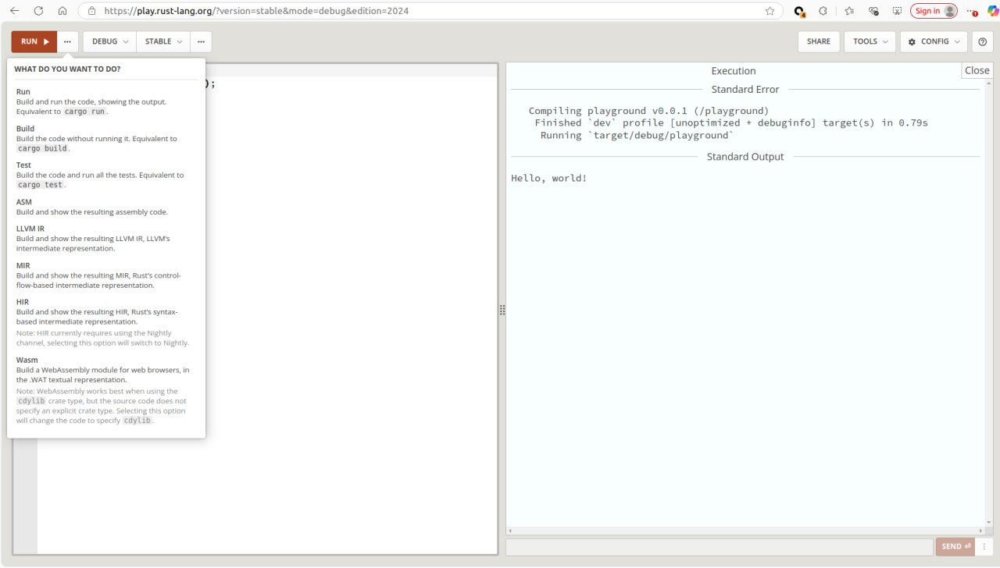 https://play.rust-lang.org/?version=stable&mode=debug&edition=2024
4
Sign in
RUN
DEBUG
STABLE
SHARE
TOOLS
CONFIG
WHAT DO YOU WANT TO DO?
Run
Build and run the code, showing the output.
Equivalent to cargo run.
Build
Build the code without running it. Equivalent to
cargo build.
Test
Build the code and run all the tests. Equivalent to
cargo test.
ASM
Build and show the resulting assembly code.
LLVM IR
Build and show the resulting LLVM IR, LLVM’s
intermediate representation.
MIR
Build and show the resulting MIR, Rust’s control-
flow-based intermediate representation.
HIR
Build and show the resulting HIR, Rust’s syntax-
based intermediate representation.
Note: HIR currently requires using the Nightly
channel, selecting this option will switch to Nightly.
Wasm
Build a WebAssembly module for web browsers, in
the .WAT textual representation.
Note: WebAssembly works best when using the
cdylib crate type, but the source code does not
specify an explicit crate type. Selecting this option
will change the code to specify cdylib.
);
Execution
Close
Standard Error
Compiling playground v0.0.1 (/playground)
Finished `dev` profile [unoptimized + debuginfo] target(s) in 0.79s
Running `target/debug/playground`
Standard Output
Hello, world!
SEND